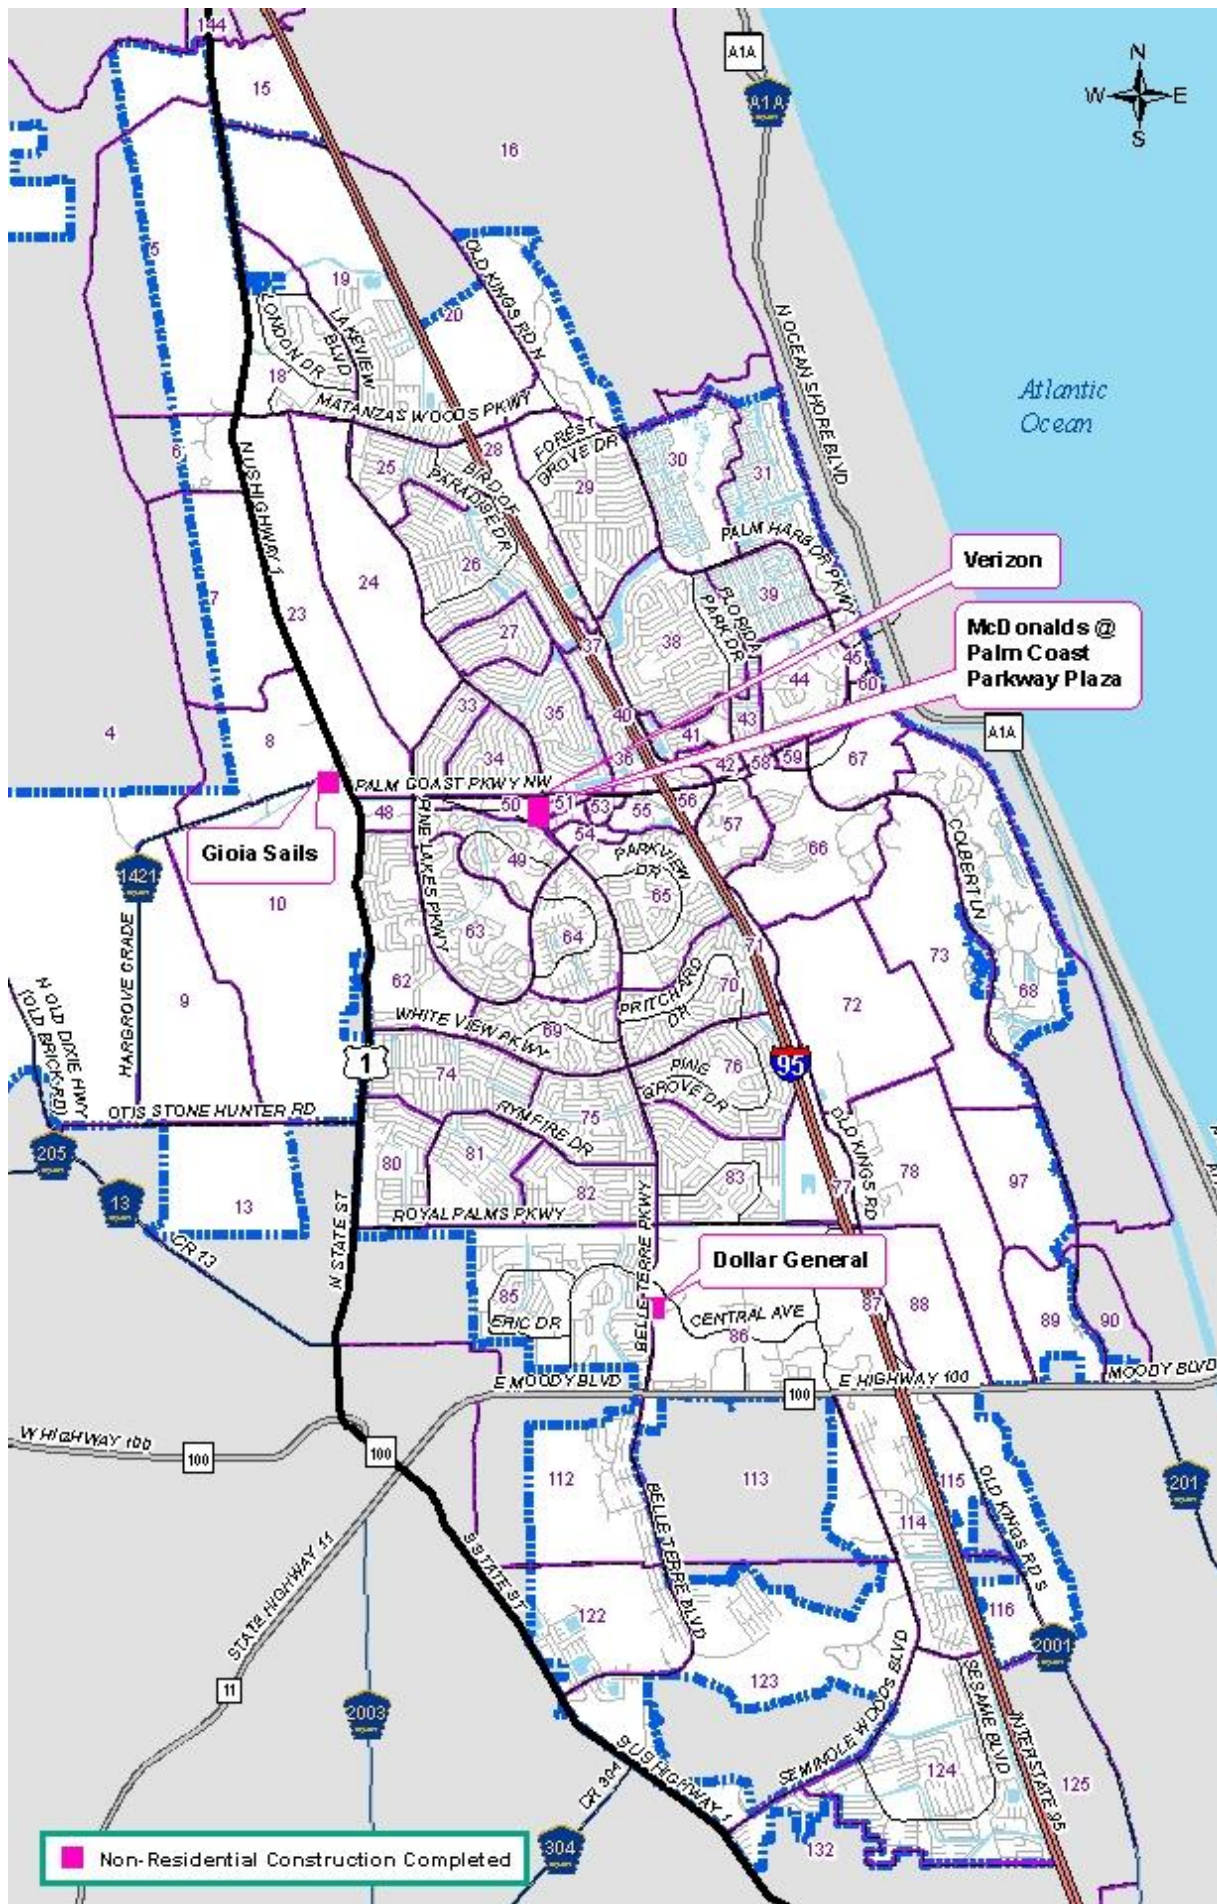 144
15
A1A
A1A
N
W E
S
16
5
OLD KINGS RD N
19
20
LONDON DR
LAKEVIEW
BLVD
18
MATANZAS WOODS PKWY
N OCEAN SHORE BLVD
Atlantic
Ocean
6
N US HIGHWAY 1
25
28
BIRD OF
PARADISE DR
FOREST
GROVE DR
29
30
31
PALM HARBOR PKWY
Verizon
7
23
24
26
27
37
38
FLORIDA
PARK DR
39
McDonalds @
Palm Coast
Parkway Plaza
44
45
60
4
8
33
34
35
36
40
41
43
42
58
59
67
A1A
PALM COAST PKWY NW
48
50
51
53
55
56
54
57
66
Gioia Sails
1421
10
PINE LAKES PKWY
49
PARKVIEW
DR
65
COLBERT LN
63
64
71
73
HARGROVE GRADE
9
62
PRITCHARD
DR
70
72
68
N OLD DIXIE HWY
(OLD BRICK RD)
WHITE VIEW PKWY
69
1
74
95
PINE
GROVE DR
76
OTIS STONE HUNTER RD
205
RYMFIRE DR
75
OLD KINGS RD
13
13
80
81
82
83
77
78
97
N STATE ST
ROYAL PALMS PKWY
BELLE TERRE PKWY
CR 13
Dollar General
85
ERIC DR
CENTRAL AVE
86
87
88
89
90
E MOODY BLVD
E HIGHWAY 100
MOODY BLVD
100
W HIGHWAY 100
100
100
112
113
115
OLD KINGS RD S
201
BELLE TERRE BLVD
114
S STATE ST
STATE HIGHWAY 11
122
116
2001
11
2003
123
SEMINOLE WOODS BLVD
SESAME BLVD
INTERSTATE 95
S US HIGHWAY 1
CR 304
124
125
132
304
Non-Residential Construction Completed